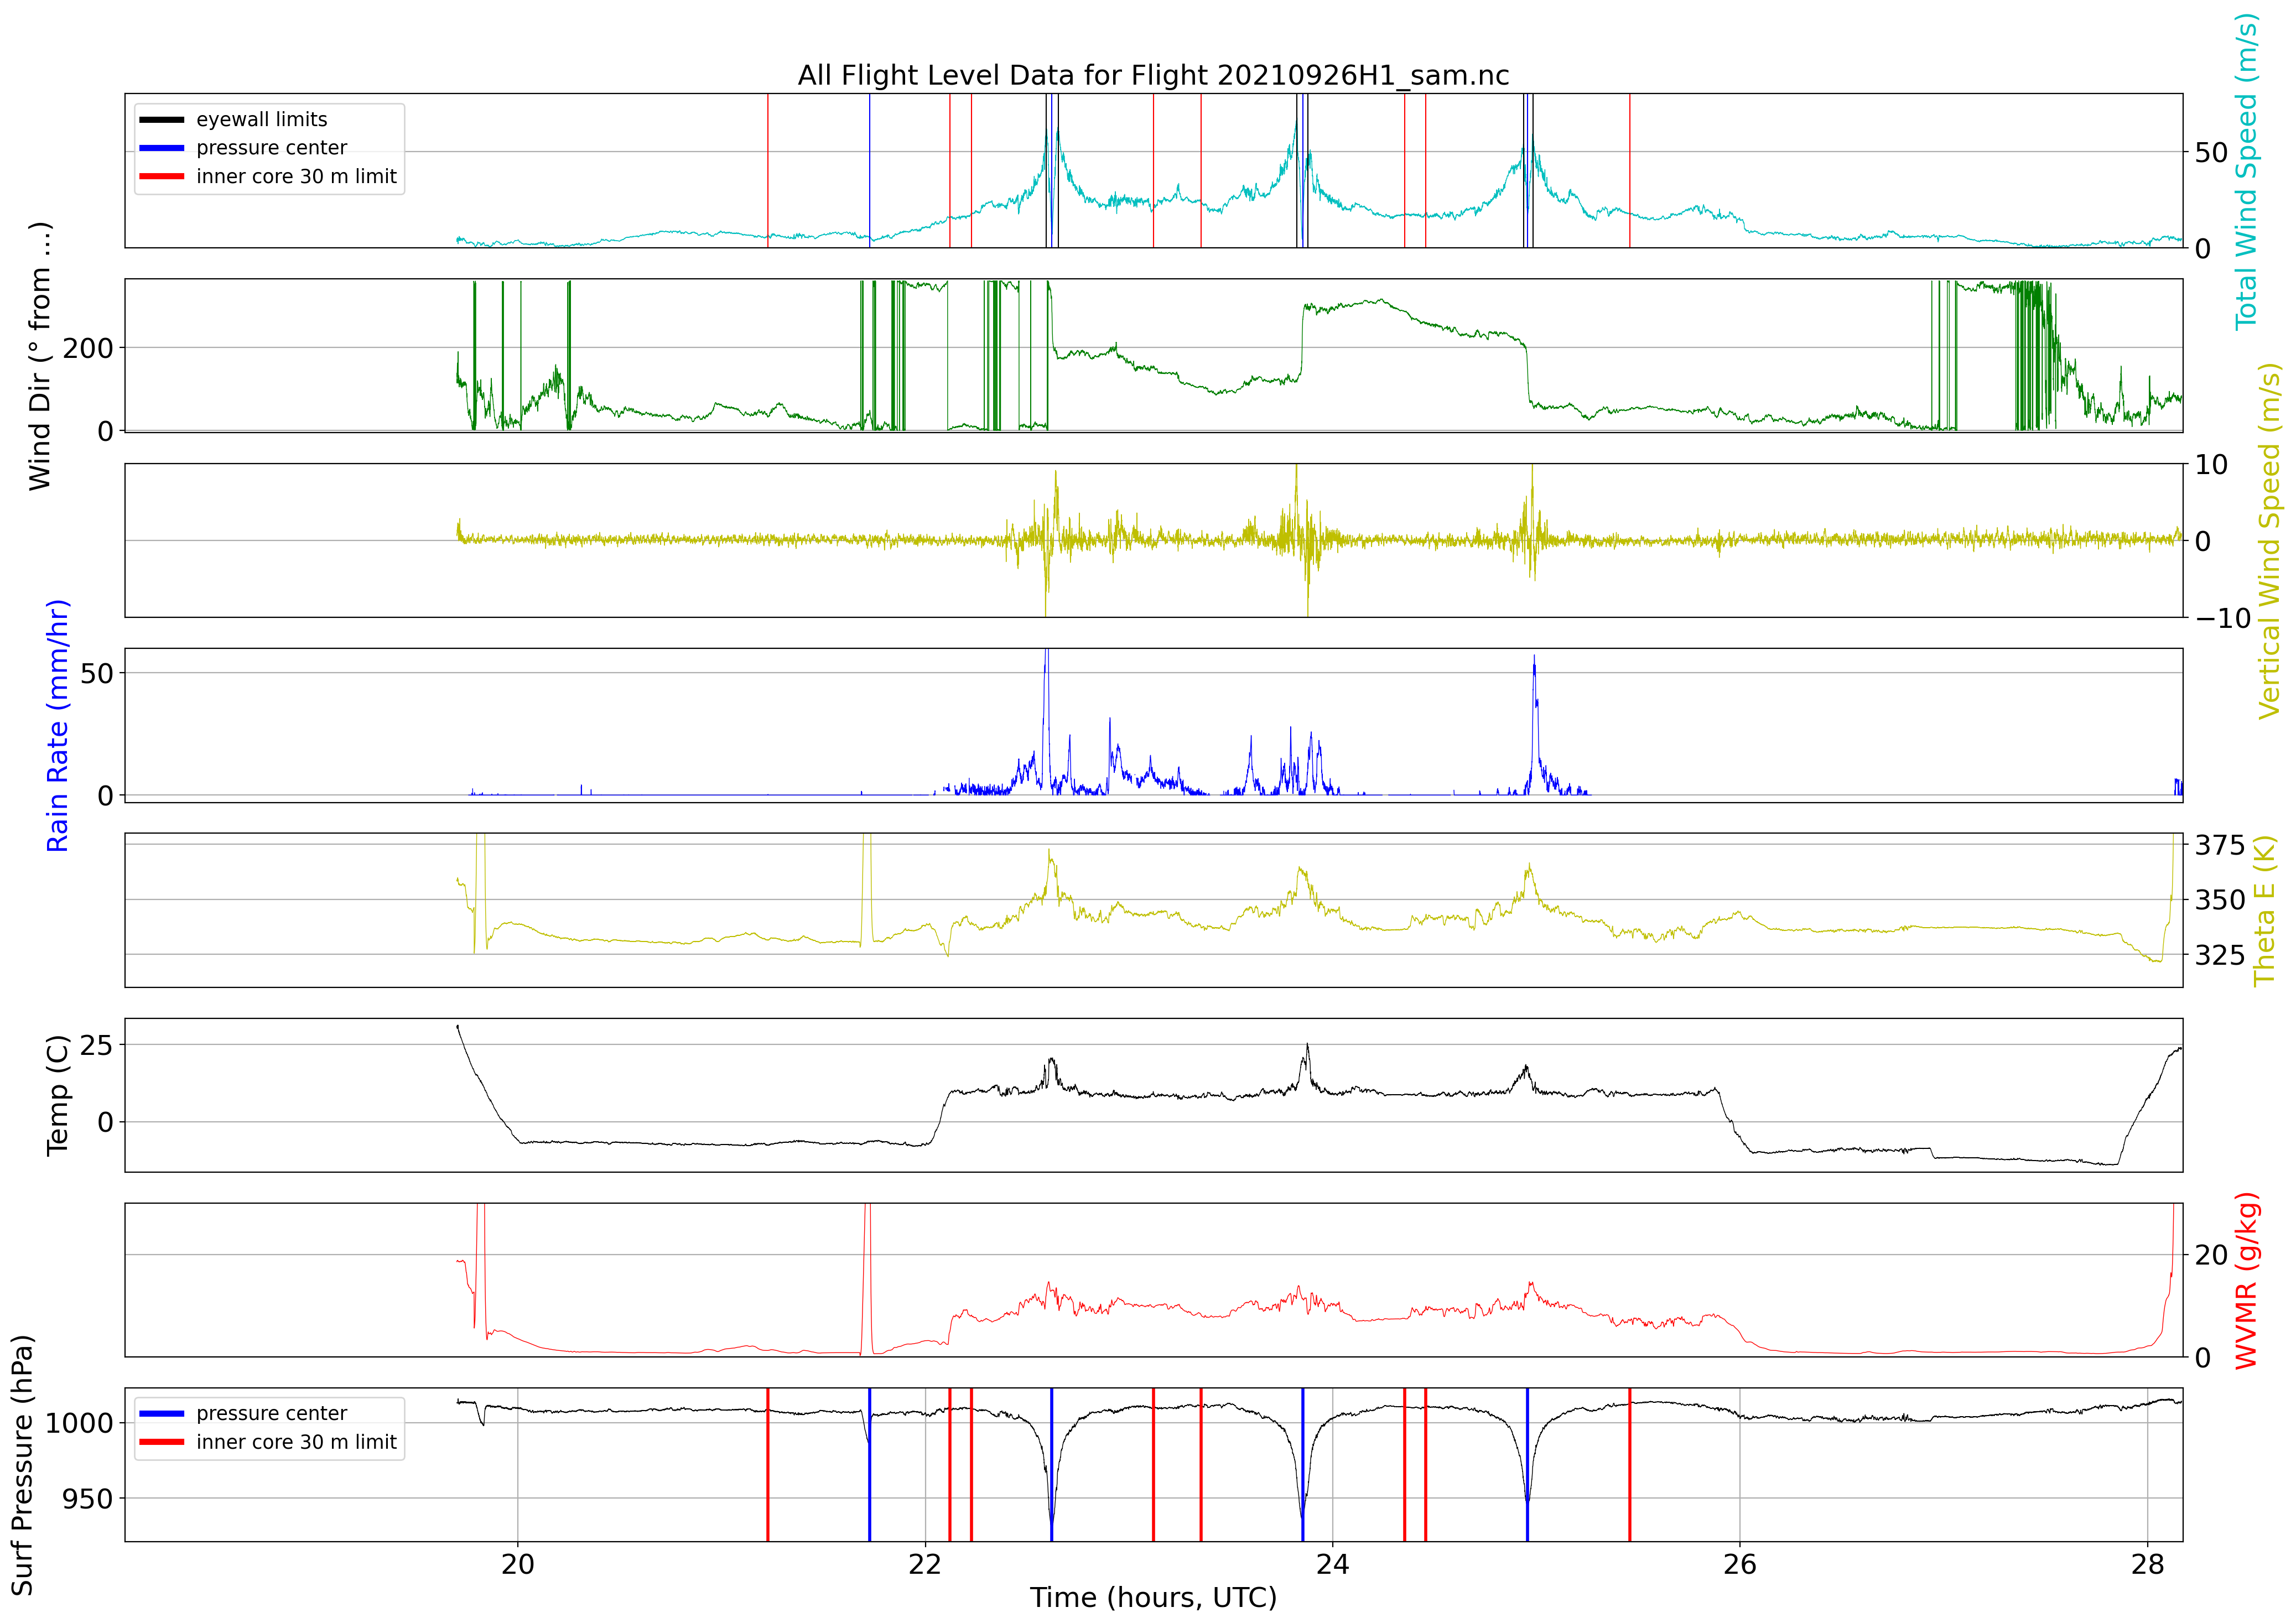 All Flight Level Data for Flight 20210926H1_sam.nc
eyewall limits
pressure center
inner core 30 m limit
50
0
Total Wind Speed (m/s)
Wind Dir (° from ...)
200
0
10
0
−10
Vertical Wind Speed (m/s)
Rain Rate (mm/hr)
50
0
375
350
325
Theta E (K)
Temp (C)
25
0
20
0
WVMR (g/kg)
Surf Pressure (hPa)
1000
950
pressure center
inner core 30 m limit
20 22 24 26 28
Time (hours, UTC)